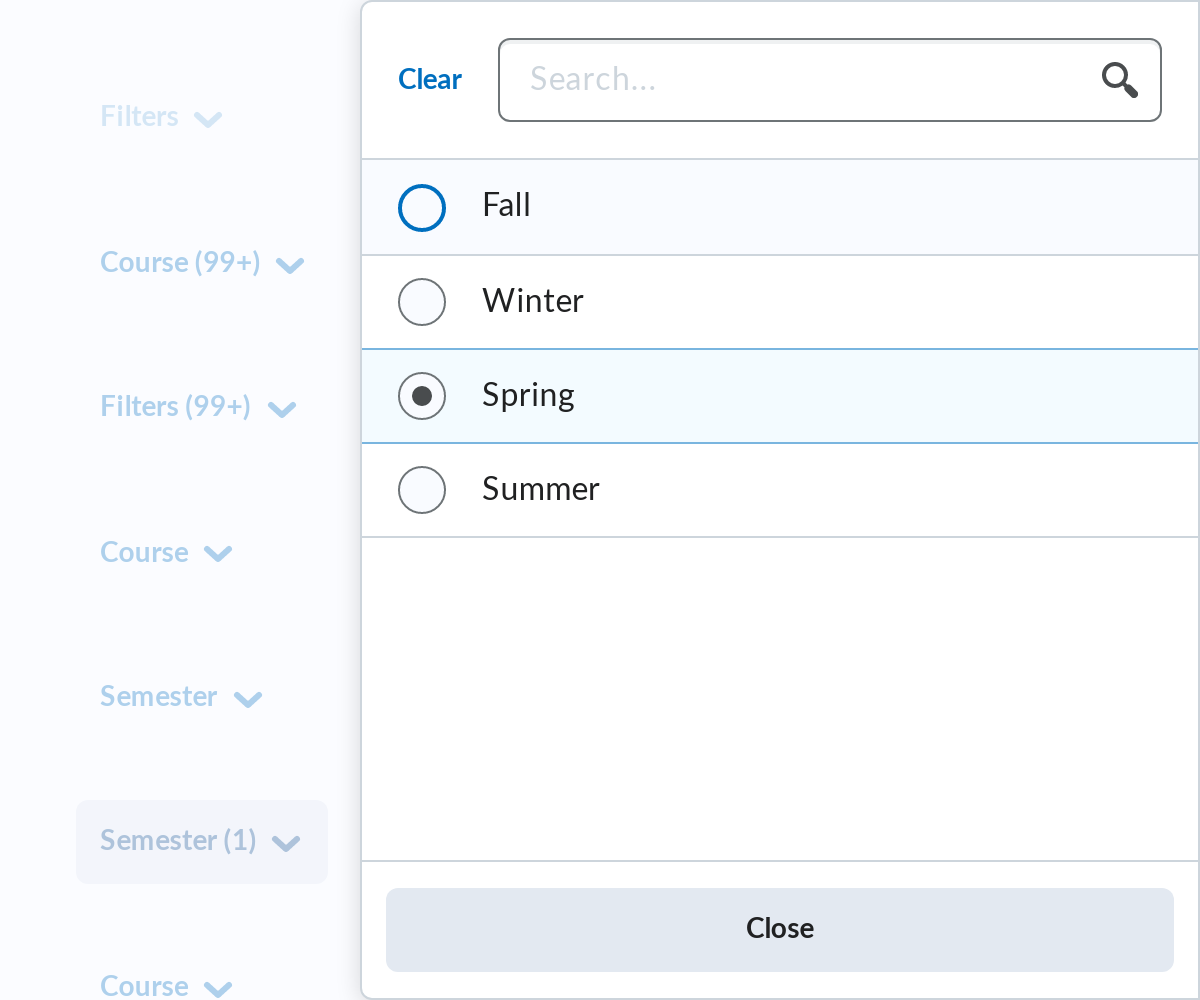 Filters
Course (99+)
Filters (99+)
Course
Semester
Semester (1)
Course
Clear
Search...
Fall
Winter
Spring
Summer
Close